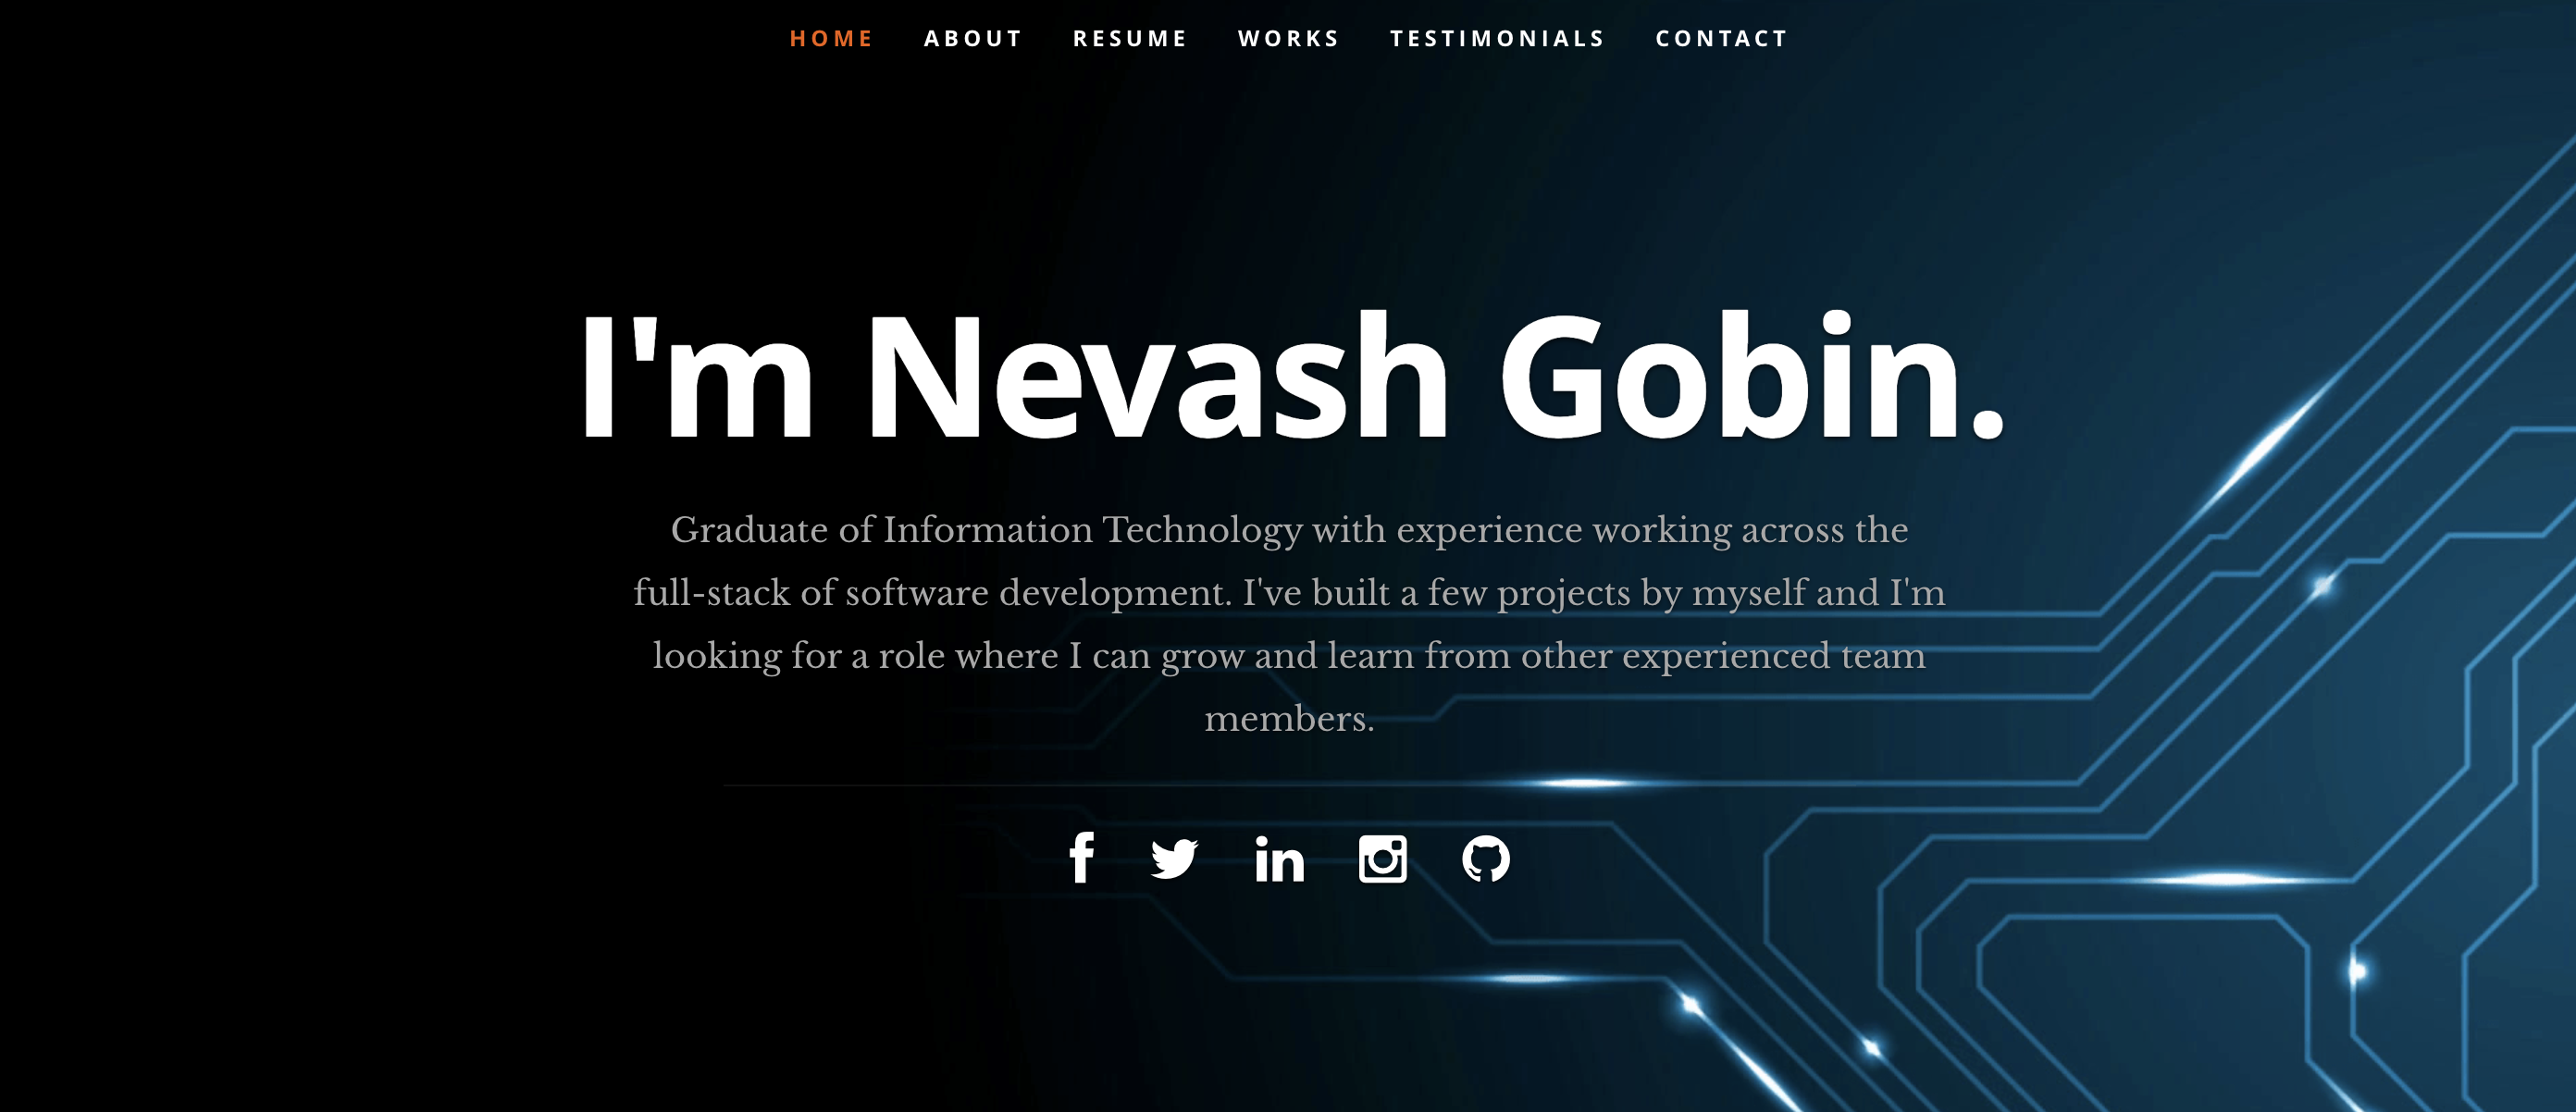 HOME ABOUT RESUME WORKS TESTIMONIALS CONTACT
I'm Nevash Gobin.
Graduate of Information Technology with experience working across the
full-stack of software development. I've built a few projects by myself and I'm
looking for a role where I can grow and learn from other experienced team
members.